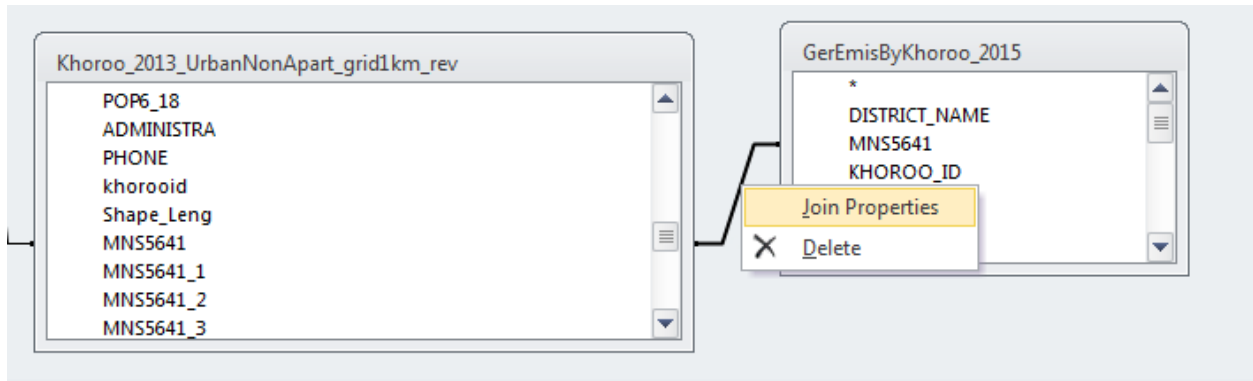 Khoroo_2013_UrbanNonApart_grid1km_rev
POP6_18
ADMINISTRA
PHONE
khorooid
Shape_Leng
MNS5641
MNS5641_1
MNS5641_2
MNS5641_3
GerEmisByKhoroo_2015
*
DISTRICT_NAME
MNS5641
KHOROO_ID
Join Properties
Delete